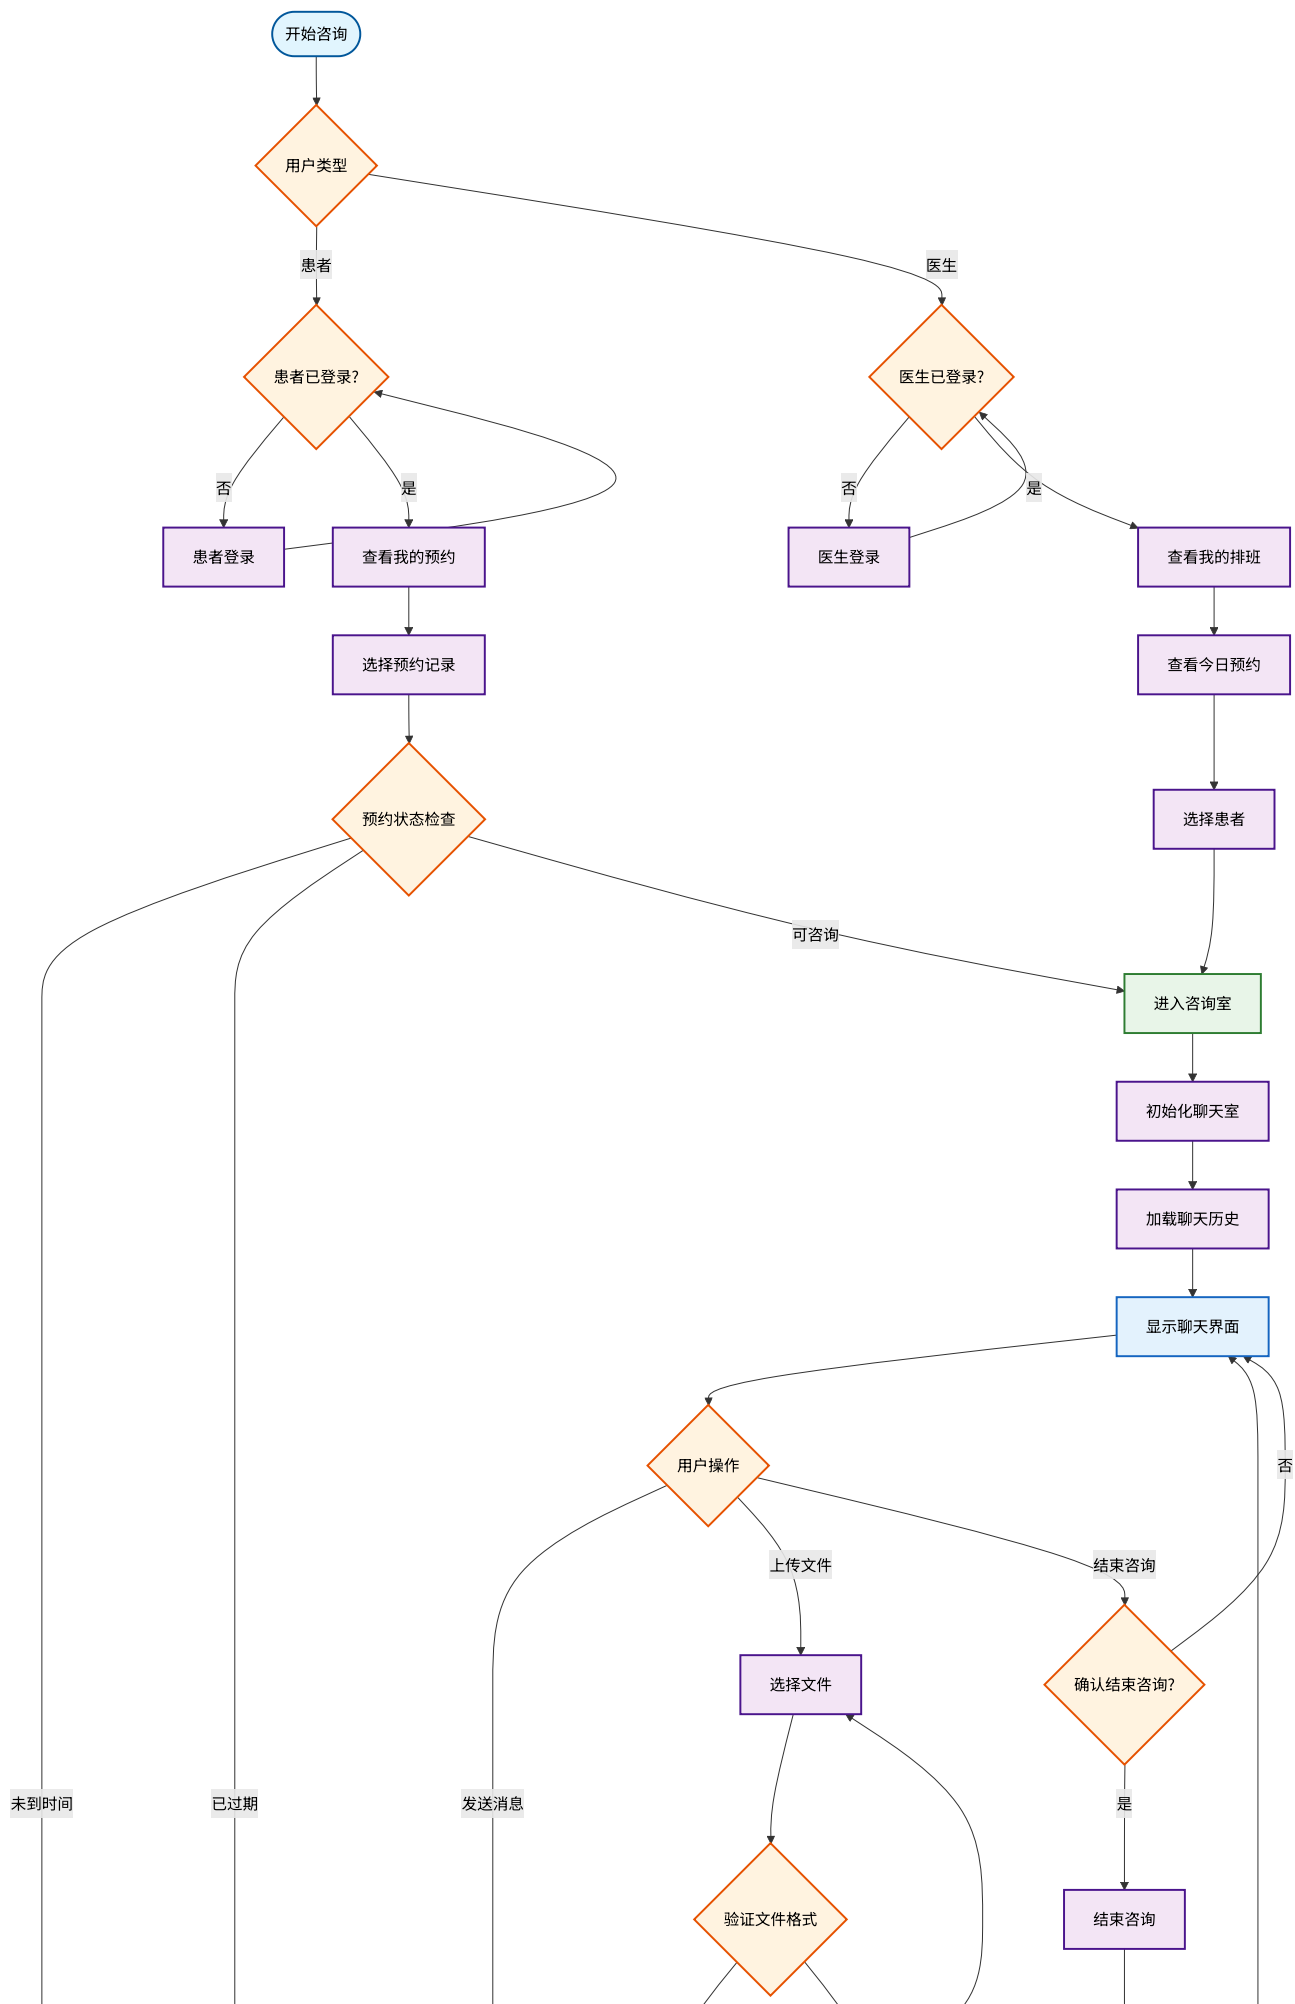 开始咨询
用户类型
患者
医生
患者已登录?
医生已登录?
否
是
否
是
患者登录
查看我的预约
医生登录
查看我的排班
选择预约记录
查看今日预约
预约状态检查
选择患者
可咨询
进入咨询室
初始化聊天室
加载聊天历史
显示聊天界面
用户操作
否
上传文件
结束咨询
选择文件
确认结束咨询?
未到时间
已过期
发送消息
是
验证文件格式
结束咨询